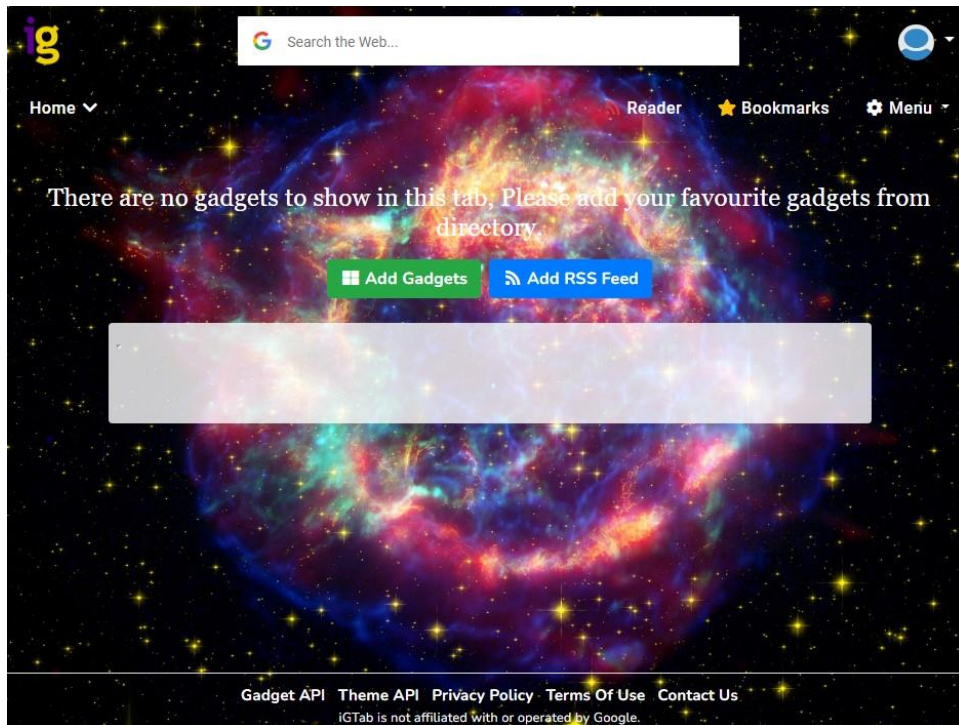 ig
Search the Web...
Home
Reader
Bookmarks
Menu
There are no gadgets to show in this tab, Please add your favourite gadgets from
directory.
Add Gadgets
Add RSS Feed
Gadget API Theme API Privacy Policy Terms Of Use Contact Us
iGTab is not affiliated with or operated by Google.